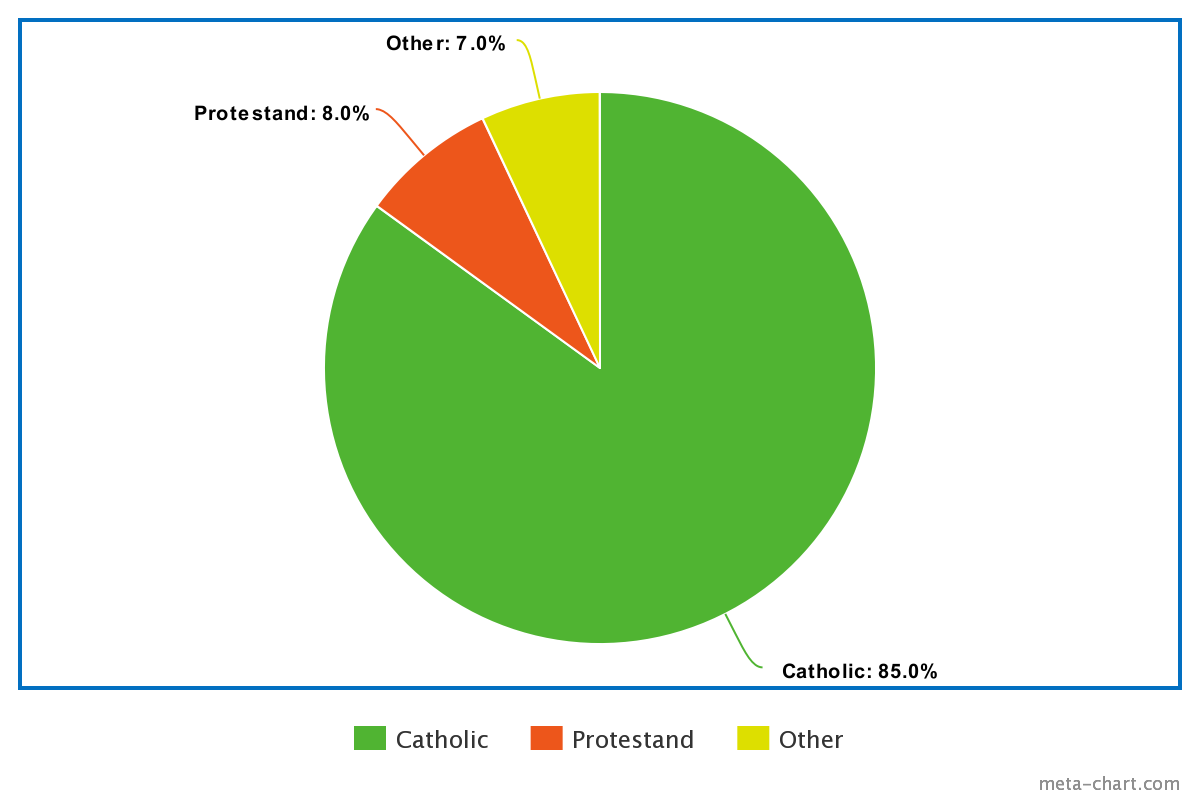 Other: 7.0%
Protestand: 8.0%
Catholic: 85.0%
Catholic Protestand Other
meta-chart.com